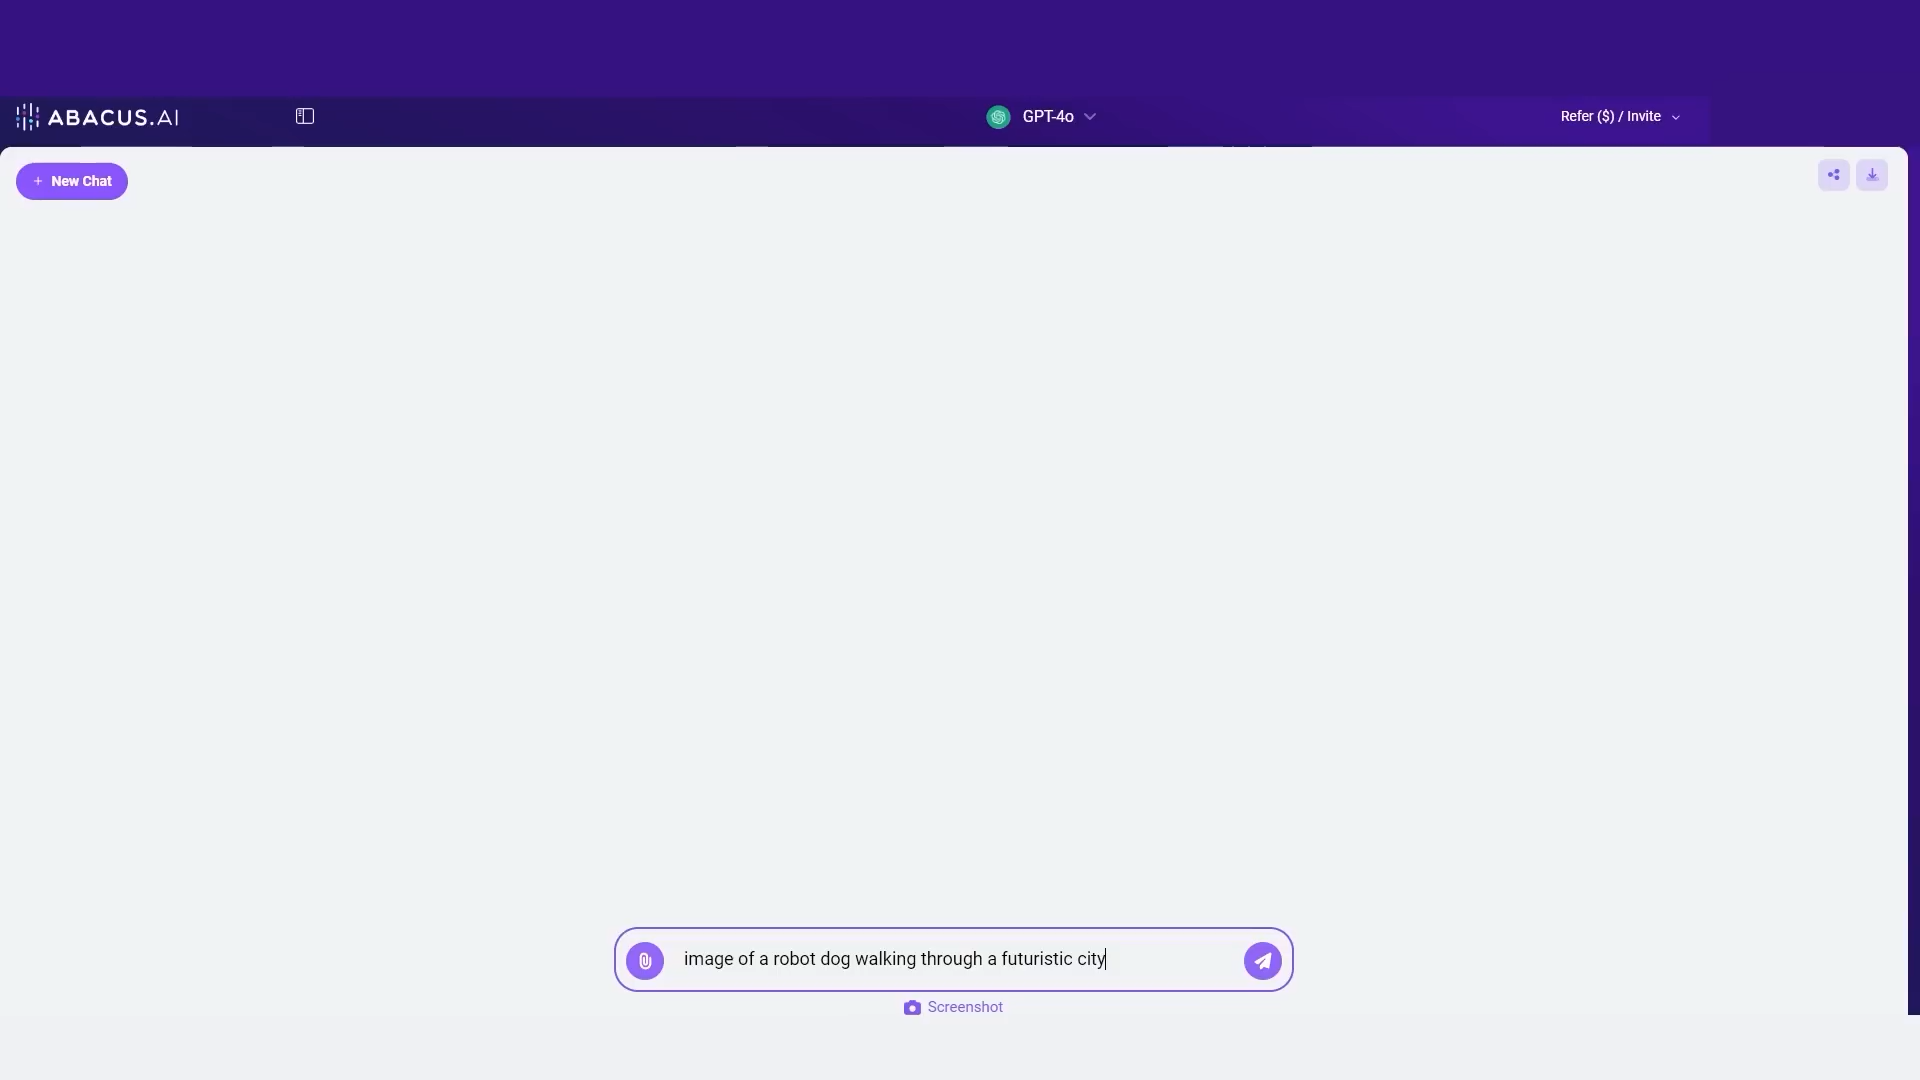 ABACUS.AI
GPT-4o
Refer ($) / Invite
+ New Chat
image of a robot dog walking through a futuristic city
Screenshot